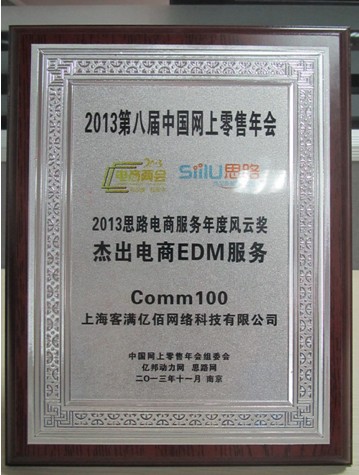 2013第八届中国网上零售年会
2013
电商年会
SiilU思路
2013思路电商服务年度风云奖
杰出电商EDM服务
Comm100
上海客满亿佰网络科技有限公司
中国网上零售年会组委会
亿邦动力网 思路网
二〇一三年十一月 南京